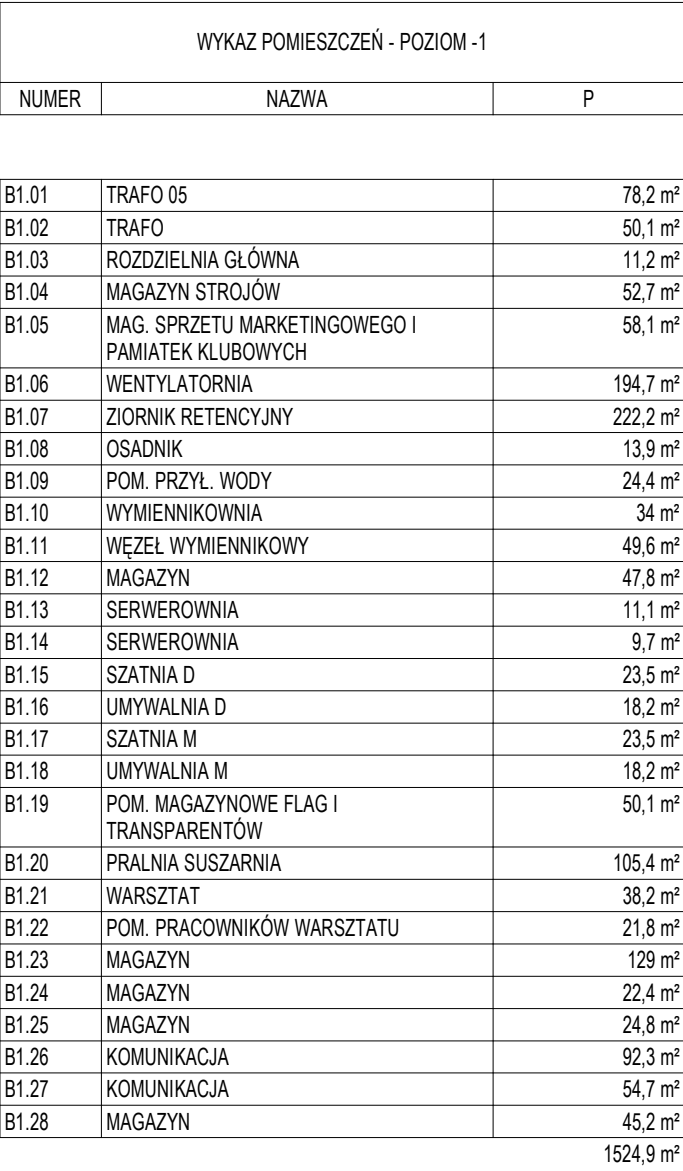 WYKAZ POMIESZCZEŃ - POZIOM -1
NUMER NAZWA P
B1.01 TRAFO 05 78,2 m²
B1.02 TRAFO 50,1 m²
B1.03 ROZDZIELNIA GŁÓWNA 11,2 m²
B1.04 MAGAZYN STROJÓW 52,7 m²
B1.05 MAG. SPRZETU MARKETINGOWEGO I 58,1 m²
PAMIATEK KLUBOWYCH
B1.06 WENTYLATORNIA 194,7 m²
B1.07 ZIORNIK RETENCYJNY 222,2 m²
B1.08 OSADNIK 13,9 m²
B1.09 POM. PRZYŁ. WODY 24,4 m²
B1.10 WYMIENNIKOWNIA 34 m²
B1.11 WĘZEŁ WYMIENNIKOWY 49,6 m²
B1.12 MAGAZYN 47,8 m²
B1.13 SERWEROWNIA 11,1 m²
B1.14 SERWEROWNIA 9,7 m²
B1.15 SZATNIA D 23,5 m²
B1.16 UMYWALNIA D 18,2 m²
B1.17 SZATNIA M 23,5 m²
B1.18 UMYWALNIA M 18,2 m²
B1.19 POM. MAGAZYNOWE FLAG I 50,1 m²
TRANSPARENTÓW
B1.20 PRALNIA SUSZARNIA 105,4 m²
B1.21 WARSZTAT 38,2 m²
B1.22 POM. PRACOWNIKÓW WARSZTATU 21,8 m²
B1.23 MAGAZYN 129 m²
B1.24 MAGAZYN 22,4 m²
B1.25 MAGAZYN 24,8 m²
B1.26 KOMUNIKACJA 92,3 m²
B1.27 KOMUNIKACJA 54,7 m²
B1.28 MAGAZYN 45,2 m²
1524,9 m²